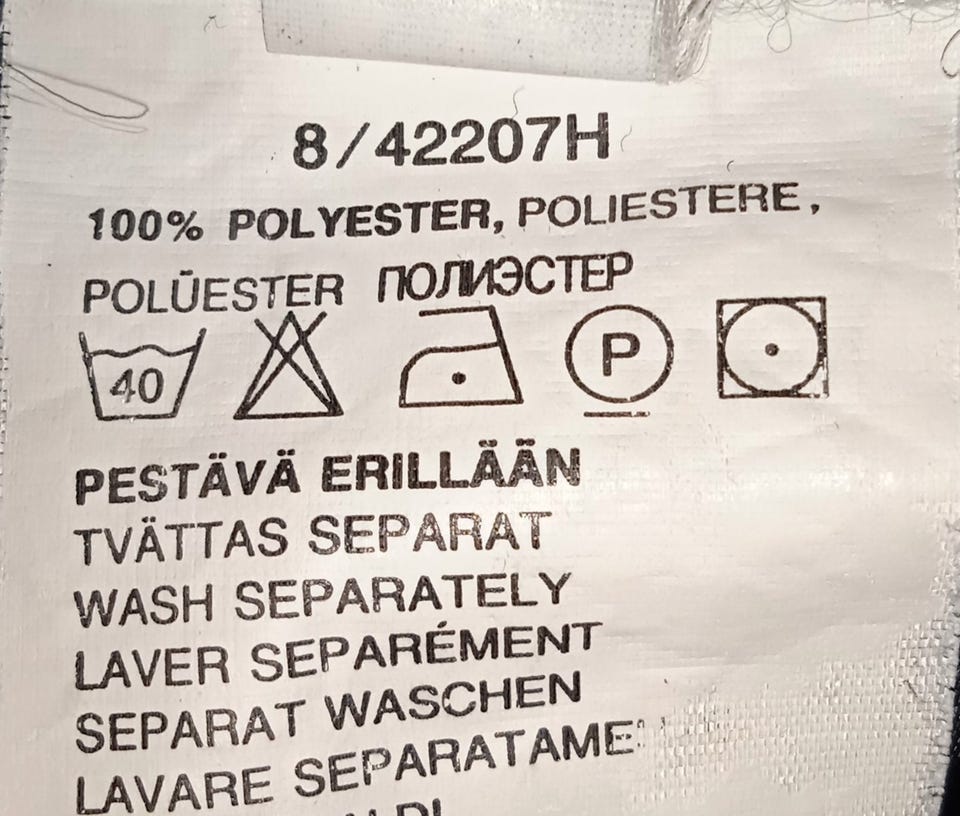 8/42207H
100% POLYESTER, POLIESTERE,
POLÜESTER ПОЛИЭСТЕР
40 P
PESTÄVÄ ERILLÄÄN
TVÄTTAS SEPARAT
WASH SEPARATELY
LAVER SEPARÉMENT
SEPARAT WASCHEN
LAVARE